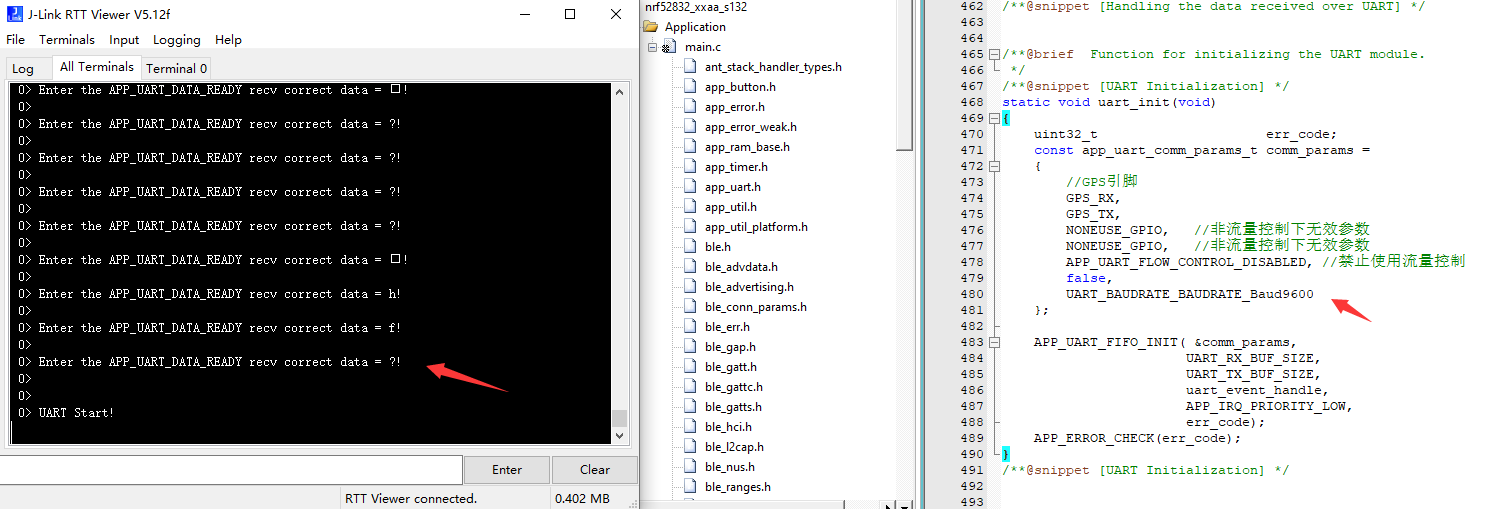 J-Link RTT Viewer V5.12f
File Terminals Input Logging Help
Log All Terminals Terminal 0
0> Enter the APP_UART_DATA_READY recv correct data = □!
0>
0> Enter the APP_UART_DATA_READY recv correct data = ?!
0>
0> Enter the APP_UART_DATA_READY recv correct data = ?!
0>
0> Enter the APP_UART_DATA_READY recv correct data = ?!
0>
0> Enter the APP_UART_DATA_READY recv correct data = ?!
0>
0> Enter the APP_UART_DATA_READY recv correct data = □!
0>
0> Enter the APP_UART_DATA_READY recv correct data = h!
0>
0> Enter the APP_UART_DATA_READY recv correct data = f!
0>
0> Enter the APP_UART_DATA_READY recv correct data = ?!
0>
0>
0> UART Start!
Enter Clear
RTT Viewer connected. 0.402 MB
nrf52832_xxaa_s132
Application
main.c
ant_stack_handler_types.h
app_button.h
app_error.h
app_error_weak.h
app_ram_base.h
app_timer.h
app_uart.h
app_util.h
app_util_platform.h
ble.h
ble_advdata.h
ble_advertising.h
ble_conn_params.h
ble_err.h
ble_gap.h
ble_gatt.h
ble_gattc.h
ble_gatts.h
ble_hci.h
ble_l2cap.h
ble_nus.h
ble_ranges.h
462 /**@snippet [Handling the data received over UART] */
463
464
465 /**@brief  Function for initializing the UART module.
466  */
467 /**@snippet [UART Initialization] */
468 static void uart_init(void)
469 {
470     uint32_t                     err_code;
471     const app_uart_comm_params_t comm_params =
472     {
473         //GPS引脚
474         GPS_RX,
475         GPS_TX,
476         NONEUSE_GPIO,   //非流量控制下无效参数
477         NONEUSE_GPIO,   //非流量控制下无效参数
478         APP_UART_FLOW_CONTROL_DISABLED, //禁止使用流量控制
479         false,
480         UART_BAUDRATE_BAUDRATE_Baud9600
481     };
482
483     APP_UART_FIFO_INIT( &comm_params,
484                        UART_RX_BUF_SIZE,
485                        UART_TX_BUF_SIZE,
486                        uart_event_handle,
487                        APP_IRQ_PRIORITY_LOW,
488                        err_code);
489     APP_ERROR_CHECK(err_code);
490 }
491 /**@snippet [UART Initialization] */
492
493